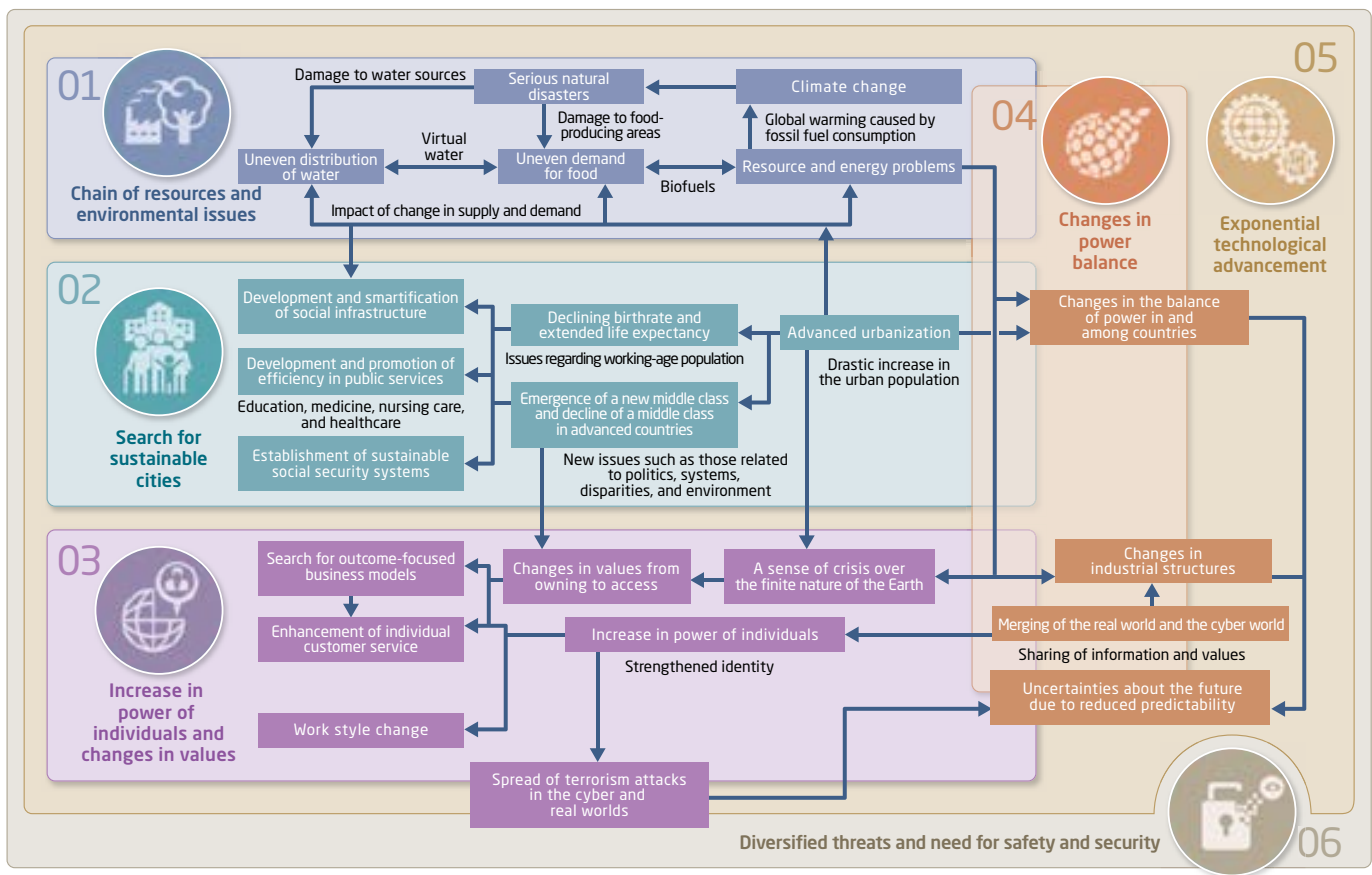 01
Chain of resources and
environmental issues
Damage to water sources
Serious natural
disasters
Climate change
Damage to food-
producing areas
Global warming caused by
fossil fuel consumption
Virtual
water
Uneven distribution
of water
Uneven demand
for food
Resource and energy problems
Biofuels
Impact of change in supply and demand
04
Changes in
power
balance
05
Exponential
technological
advancement
02
Search for
sustainable
cities
Development and smartification
of social infrastructure
Declining birthrate and
extended life expectancy
Advanced urbanization
Changes in the balance
of power in and
among countries
Issues regarding working-age population
Drastic increase in
the urban population
Development and promotion of
efficiency in public services
Education, medicine, nursing care,
and healthcare
Emergence of a new middle class
and decline of a middle class
in advanced countries
Establishment of sustainable
social security systems
New issues such as those related
to politics, systems,
disparities, and environment
03
Increase in
power of
individuals and
changes in values
Search for outcome-focused
business models
Changes in values from
owning to access
A sense of crisis over
the finite nature of the Earth
Changes in
industrial structures
Enhancement of individual
customer service
Increase in power of individuals
Merging of the real world and the cyber world
Strengthened identity
Sharing of information and values
Work style change
Uncertainties about the future
due to reduced predictability
Spread of terrorism attacks
in the cyber and
real worlds
Diversified threats and need for safety and security
06